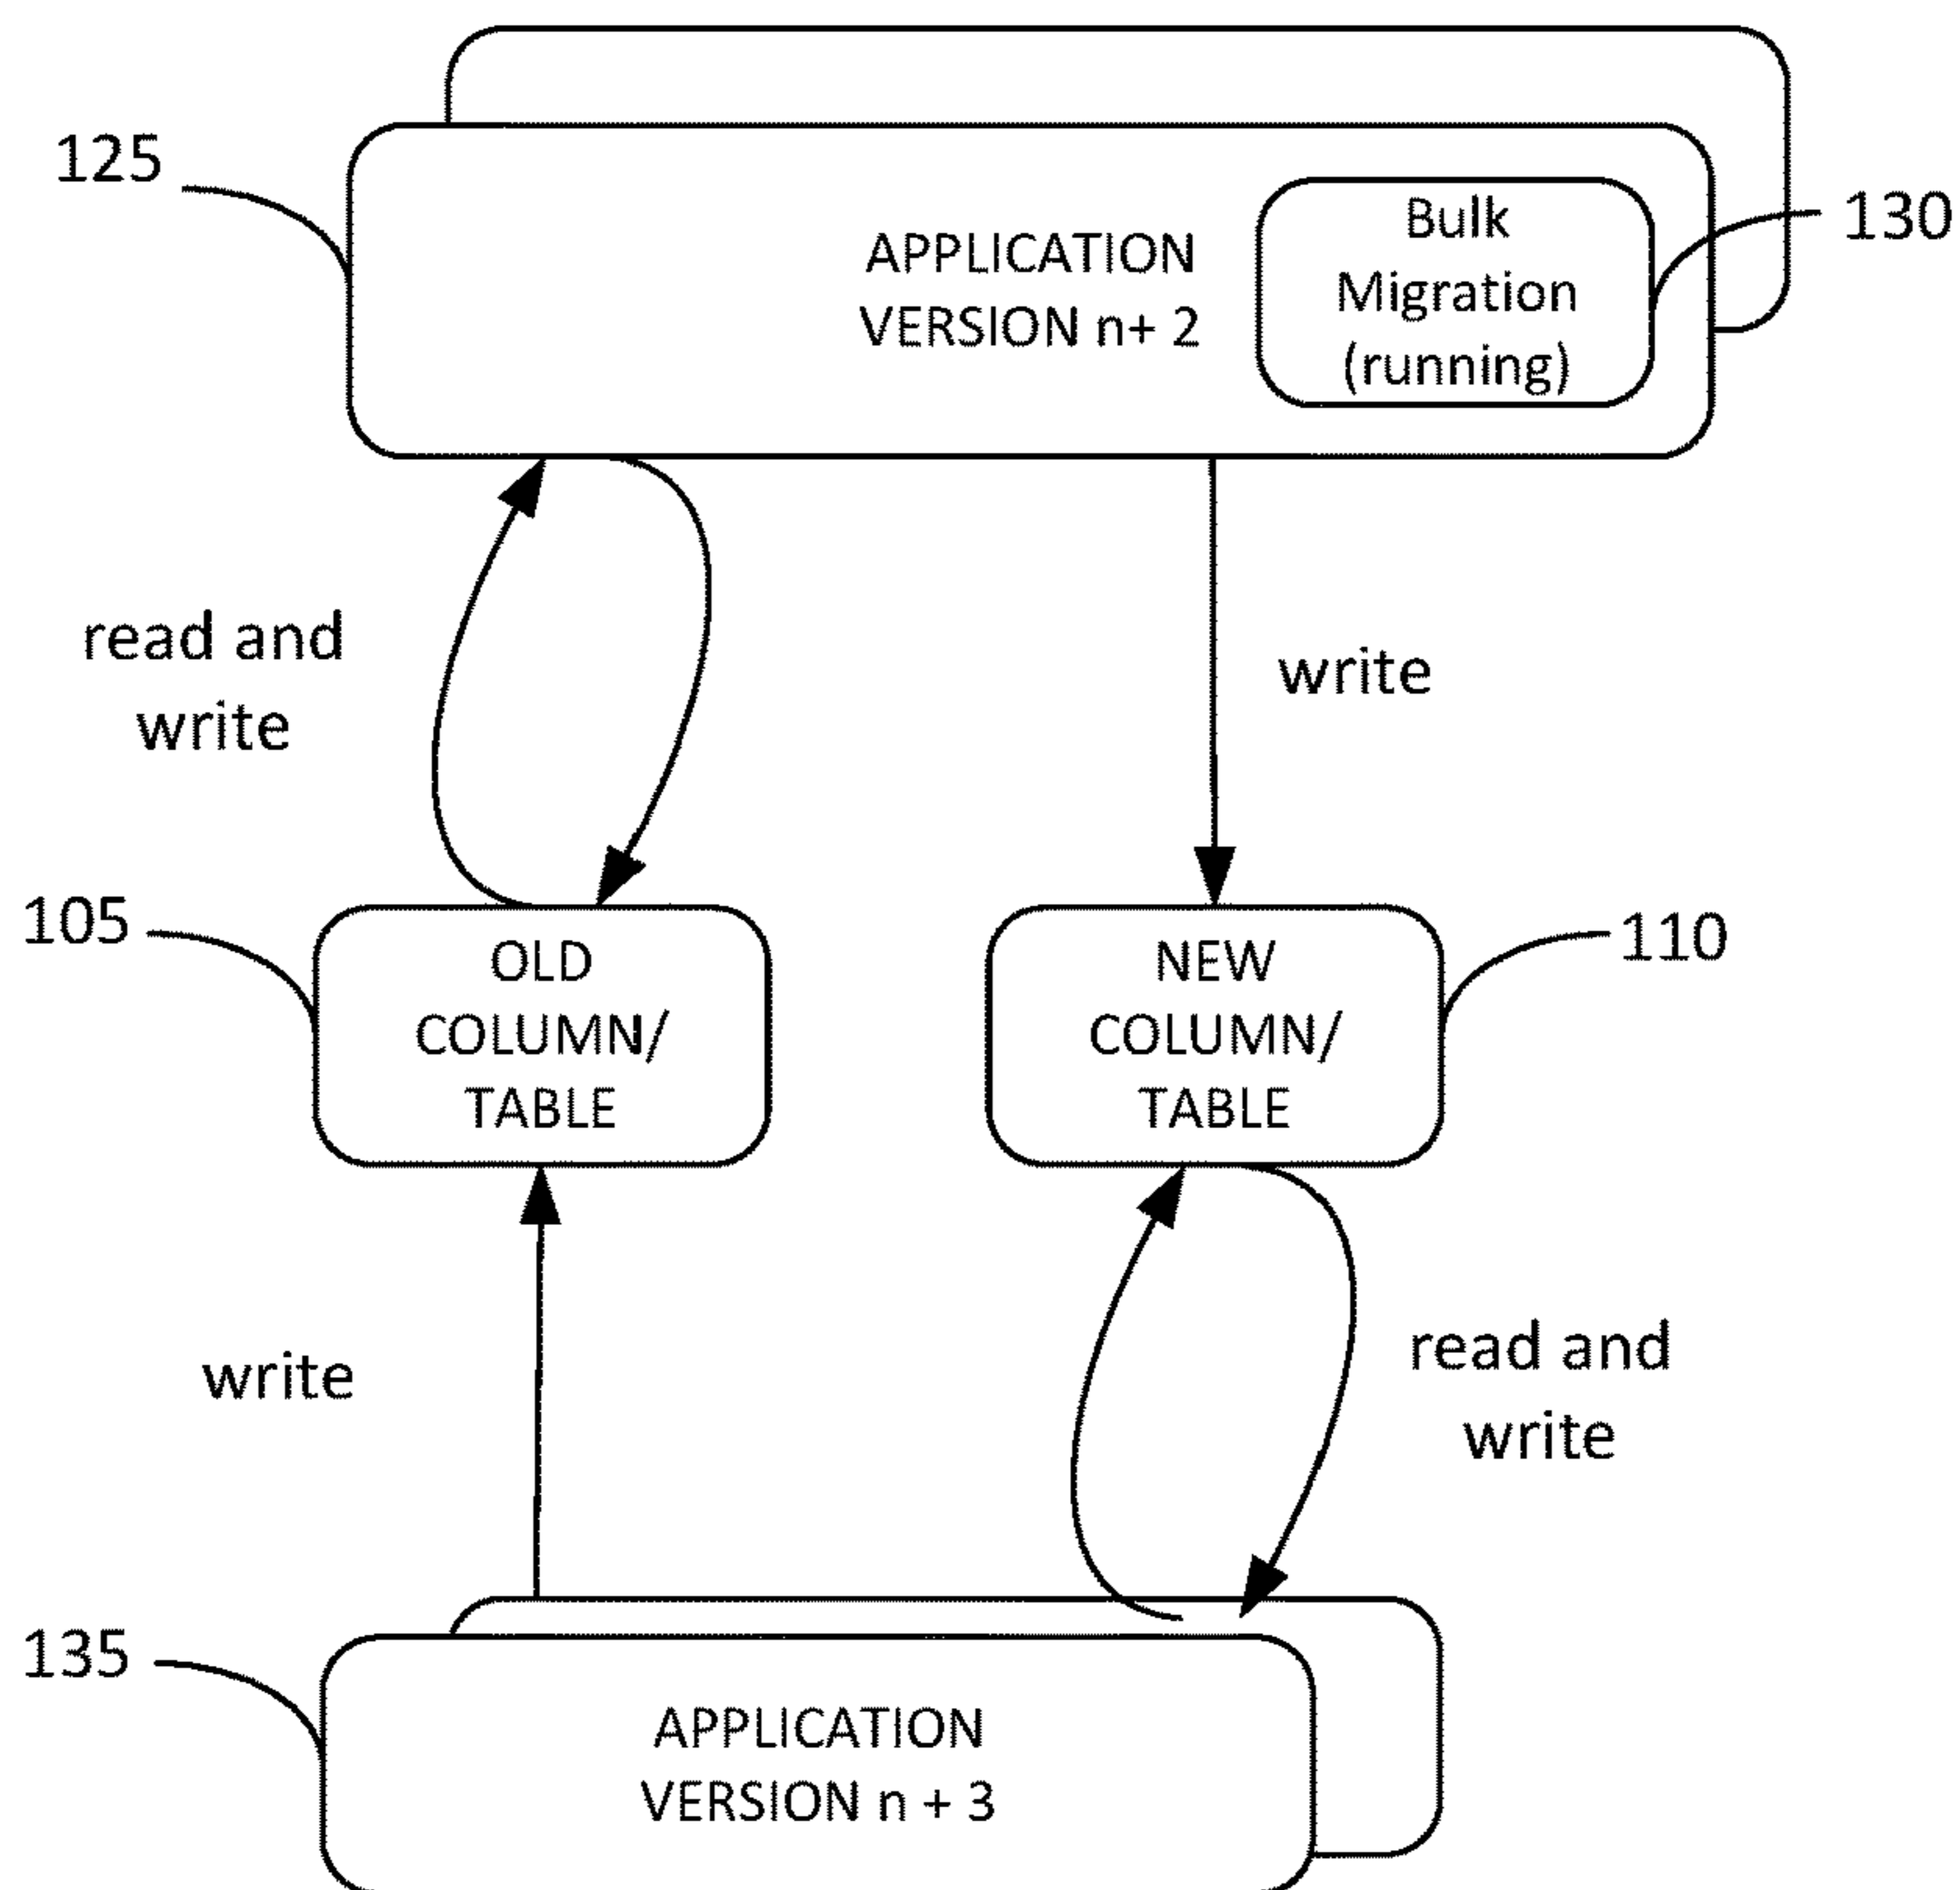 125
APPLICATION
VERSION n+ 2
Bulk
Migration
(running)
130
read and
write
write
105
OLD
COLUMN/
TABLE
NEW
COLUMN/
TABLE
110
write
read and
write
135
APPLICATION
VERSION n + 3